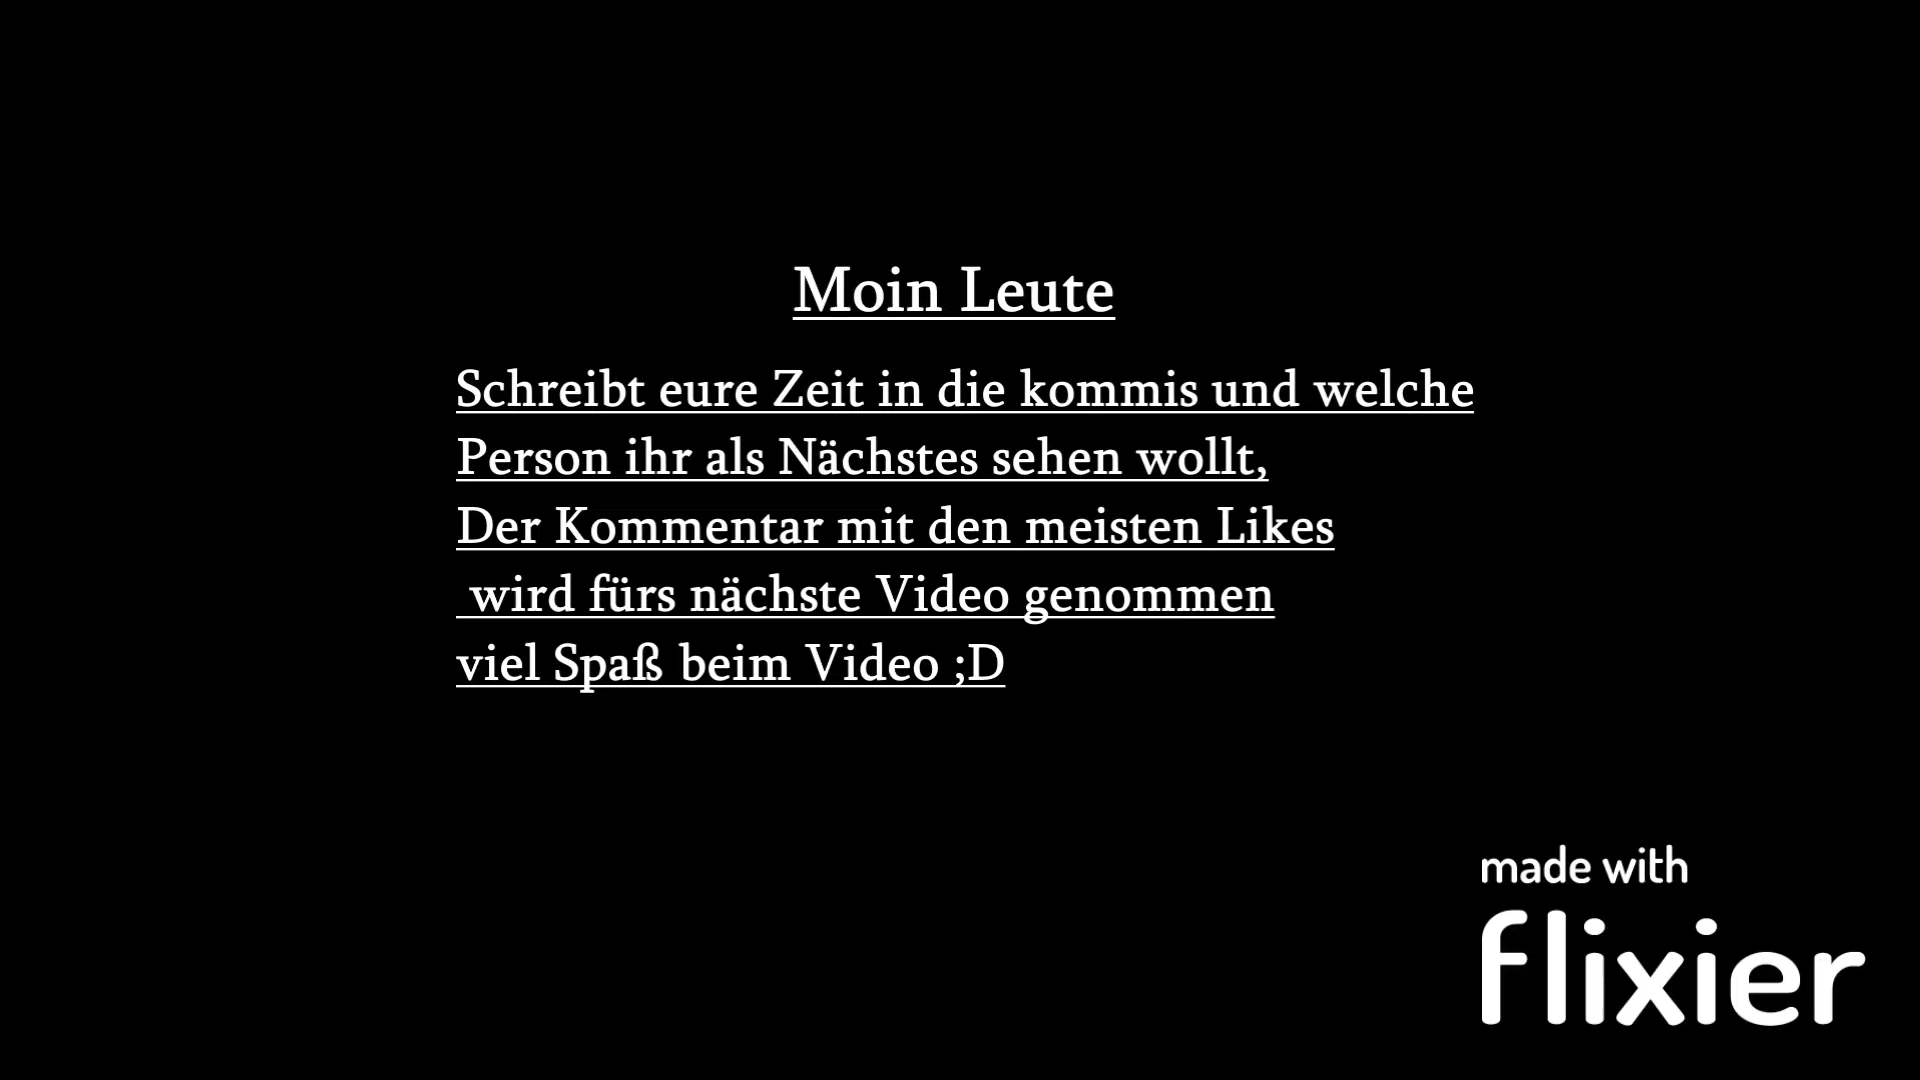 Moin Leute
Schreibt eure Zeit in die kommis und welche
Person ihr als Nächstes sehen wollt,
Der Kommentar mit den meisten Likes
wird fürs nächste Video genommen
viel Spaß beim Video ;D
made with
flixier